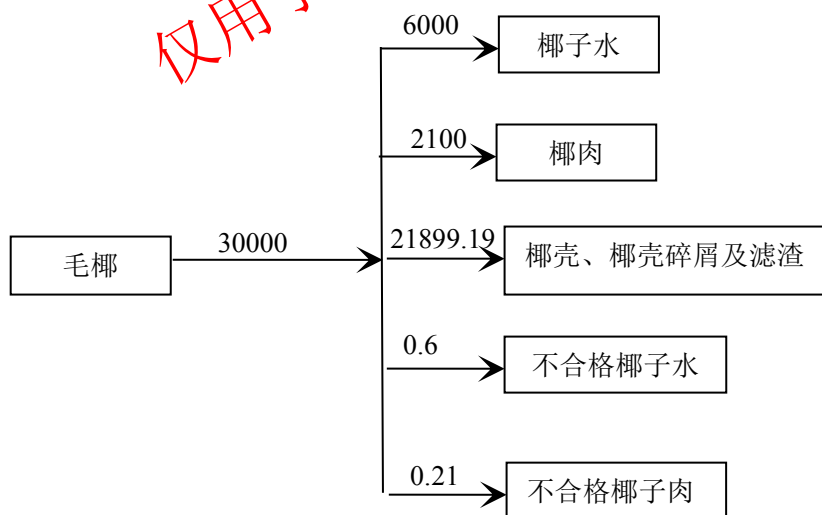 仅用于
6000
椰子水
2100
椰肉
毛椰
30000
21899.19
椰壳、椰壳碎屑及滤渣
0.6
不合格椰子水
0.21
不合格椰子肉